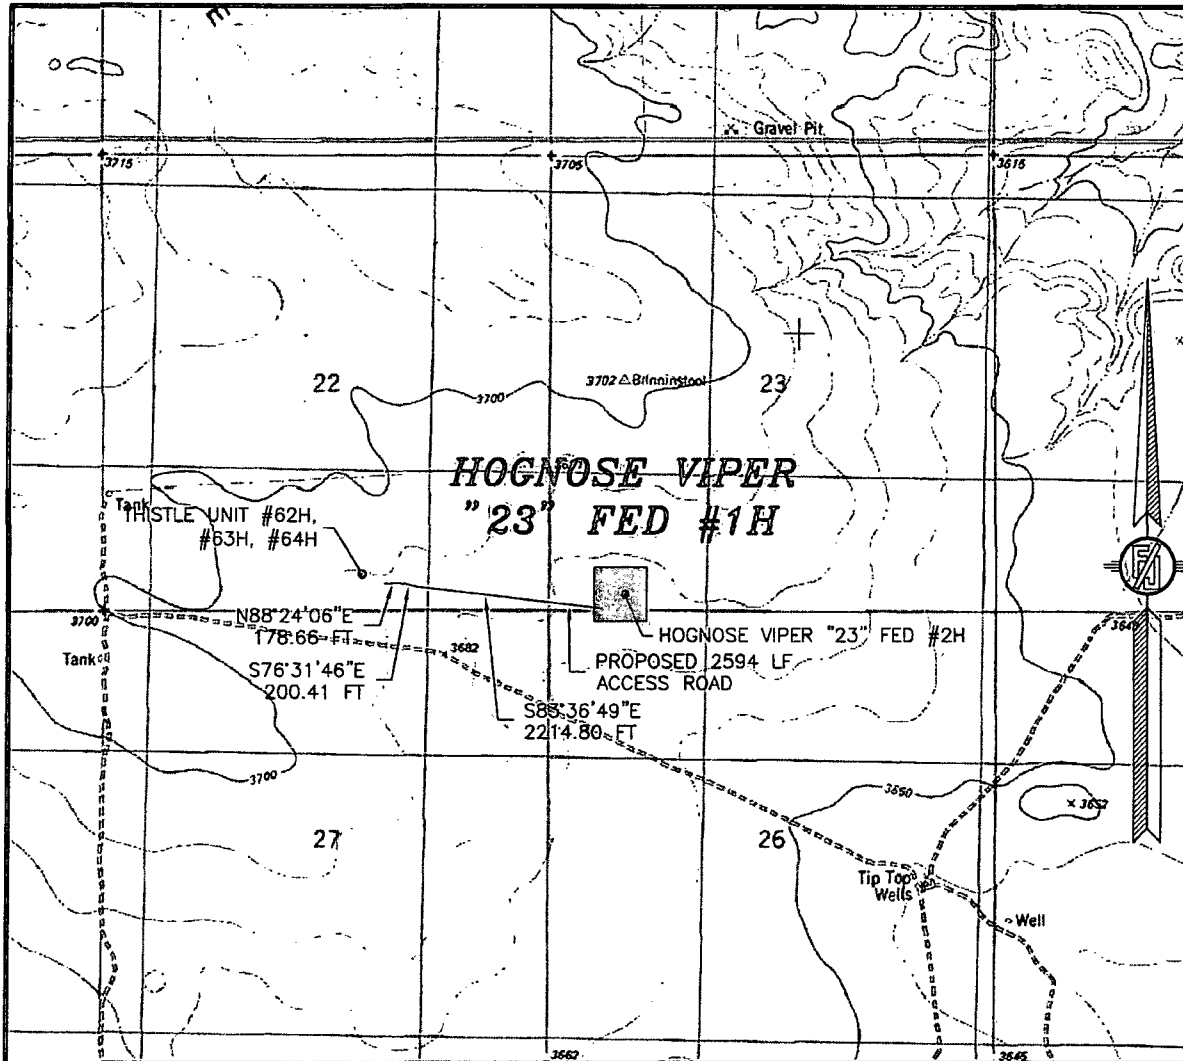 E
Gravel Pit
3715
3705
3615
22
3702 Brinninstool
23
3700
HOGNOSE VIPER
"23" FED #1H
Tank
THISTLE UNIT #62H,
#63H, #64H
N88°24'06"E
178.66 FT
3700
3682
HOGNOSE VIPER "23" FED #2H
Tank
S76°31'46"E
200.41 FT
PROPOSED 2594 LF
ACCESS ROAD
S83°36'49"E
2214.80 FT
3700
3650
3652
27
26
Tip Top
Wells
Well
3662
3645